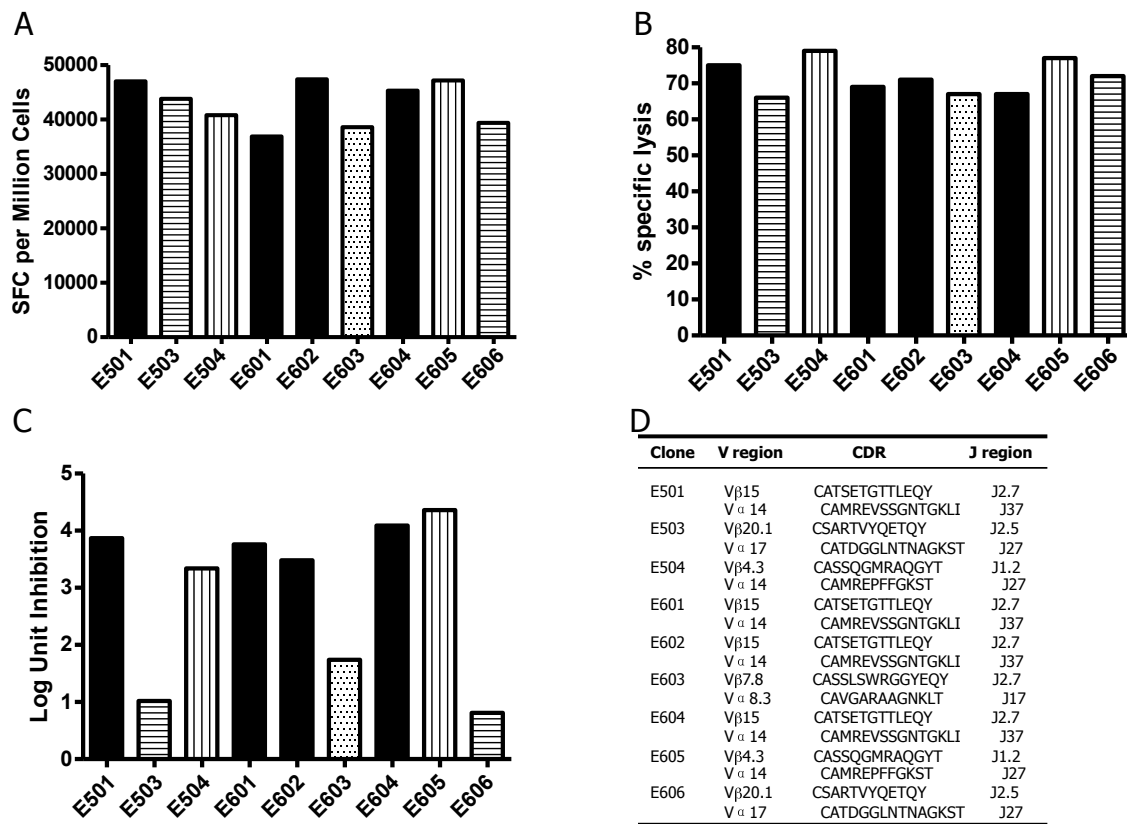 A
SFC per Million Cells
50000
40000
30000
20000
10000
0
E501
E503
E504
E601
E602
E603
E604
E605
E606
B
% specific lysis
80
70
60
50
40
30
20
10
0
E501
E503
E504
E601
E602
E603
E604
E605
E606
C
Log Unit Inhibition
5
4
3
2
1
0
E501
E503
E504
E601
E602
E603
E604
E605
E606
D
Clone V region CDR J region
E501 Vβ15 CATSETGTTLEQY J2.7
Vα14 CAMREVSSGNTGKLI J37
E503 Vβ20.1 CSARTVYQETQY J2.5
Vα17 CATDGGLNTNAGKST J27
E504 Vβ4.3 CASSQGMRAQGYT J1.2
Vα14 CAMREPFFGKST J27
E601 Vβ15 CATSETGTTLEQY J2.7
Vα14 CAMREVSSGNTGKLI J37
E602 Vβ15 CATSETGTTLEQY J2.7
Vα14 CAMREVSSGNTGKLI J37
E603 Vβ7.8 CASSLSWRGGYEQY J2.7
Vα8.3 CAVGARAAGNKLT J17
E604 Vβ15 CATSETGTTLEQY J2.7
Vα14 CAMREVSSGNTGKLI J37
E605 Vβ4.3 CASSQGMRAQGYT J1.2
Vα14 CAMREPFFGKST J27
E606 Vβ20.1 CSARTVYQETQY J2.5
Vα17 CATDGGLNTNAGKST J27